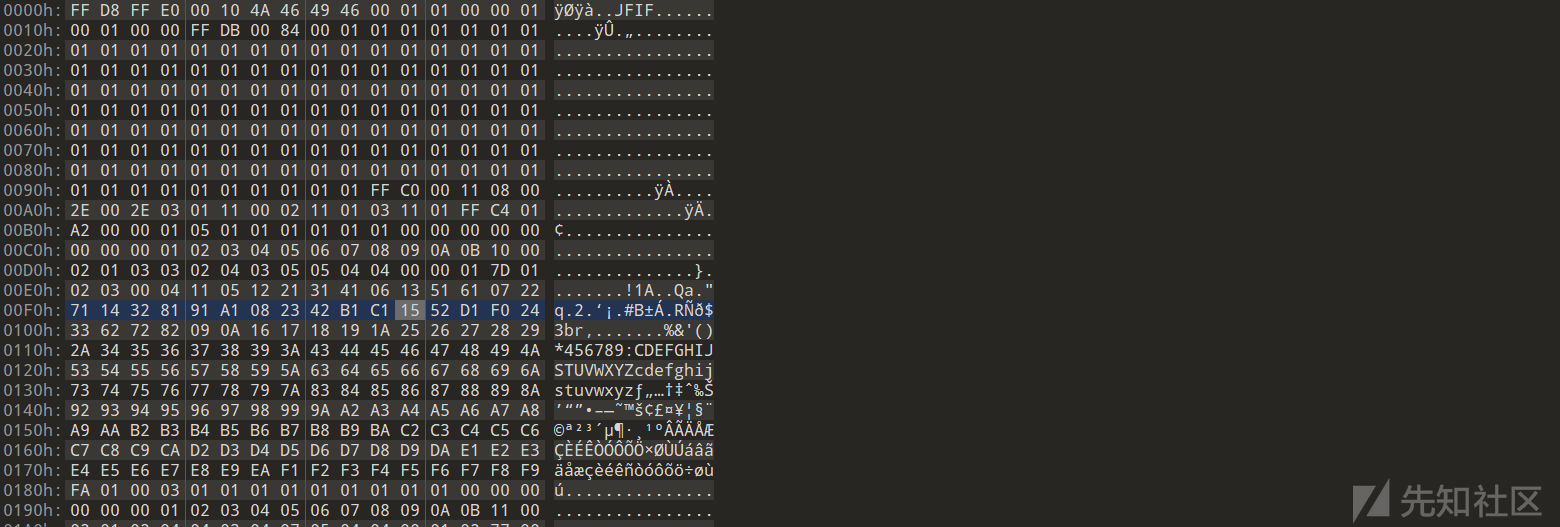 0000h: FF D8 FF E0 00 10 4A 46 49 46 00 01 01 00 00 01 ÿØÿà..JFIF......
0010h: 00 01 00 00 FF DB 00 84 00 01 01 01 01 01 01 01 ....ÿÛ.„........
0020h: 01 01 01 01 01 01 01 01 01 01 01 01 01 01 01 01 ................
0030h: 01 01 01 01 01 01 01 01 01 01 01 01 01 01 01 01 ................
0040h: 01 01 01 01 01 01 01 01 01 01 01 01 01 01 01 01 ................
0050h: 01 01 01 01 01 01 01 01 01 01 01 01 01 01 01 01 ................
0060h: 01 01 01 01 01 01 01 01 01 01 01 01 01 01 01 01 ................
0070h: 01 01 01 01 01 01 01 01 01 01 01 01 01 01 01 01 ................
0080h: 01 01 01 01 01 01 01 01 01 01 01 01 01 01 01 01 ................
0090h: 01 01 01 01 01 01 01 01 01 01 FF C0 00 11 08 00 ..........ÿÀ....
00A0h: 2E 00 2E 03 01 11 00 02 11 01 03 11 01 FF C4 01 .............ÿÄ.
00B0h: A2 00 00 01 05 01 01 01 01 01 01 00 00 00 00 00 ¢...............
00C0h: 00 00 00 01 02 03 04 05 06 07 08 09 0A 0B 10 00 ................
00D0h: 02 01 03 03 02 04 03 05 05 04 04 00 00 01 7D 01 ..............}.
00E0h: 02 03 00 04 11 05 12 21 31 41 06 13 51 61 07 22 .......!1A..Qa."
00F0h: 71 14 32 81 91 A1 08 23 42 B1 C1 15 52 D1 F0 24 q.2.‘¡.#B±Á.RÑð$
0100h: 33 62 72 82 09 0A 16 17 18 19 1A 25 26 27 28 29 3br‚.......%&'()
0110h: 2A 34 35 36 37 38 39 3A 43 44 45 46 47 48 49 4A *456789:CDEFGHIJ
0120h: 53 54 55 56 57 58 59 5A 63 64 65 66 67 68 69 6A STUVWXYZcdefghij
0130h: 73 74 75 76 77 78 79 7A 83 84 85 86 87 88 89 8A stuvwxyzƒ„…†‡ˆ‰Š
0140h: 92 93 94 95 96 97 98 99 9A A2 A3 A4 A5 A6 A7 A8 ’“”•–—˜™š¢£¤¥¦§¨
0150h: A9 AA B2 B3 B4 B5 B6 B7 B8 B9 BA C2 C3 C4 C5 C6 ©ª²³´µ¶·¸¹ºÂÃÄÅÆ
0160h: C7 C8 C9 CA D2 D3 D4 D5 D6 D7 D8 D9 DA E1 E2 E3 ÇÈÉÊÒÓÔÕÖ×ØÙÚáâã
0170h: E4 E5 E6 E7 E8 E9 EA F1 F2 F3 F4 F5 F6 F7 F8 F9 äåæçèéêñòóôõö÷øù
0180h: FA 01 00 03 01 01 01 01 01 01 01 01 01 00 00 00 ú...............
0190h: 00 00 00 01 02 03 04 05 06 07 08 09 0A 0B 11 00 ................
先知社区